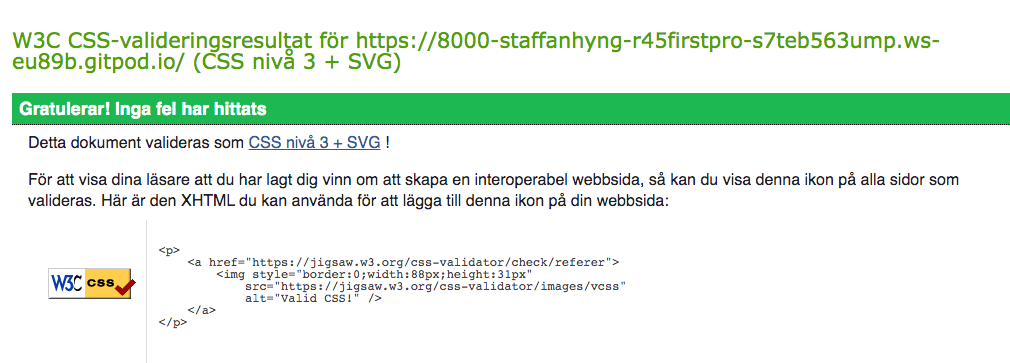 W3C CSS-valideringsresultat för https://8000-staffanhyng-r45firstpro-s7teb563ump.ws-
eu89b.gitpod.io/ (CSS nivå 3 + SVG)
Gratulerar! Inga fel har hittats
Detta dokument valideras som CSS nivå 3 + SVG !
För att visa dina läsare att du har lagt dig vinn om att skapa en interoperabel webbsida, så kan du visa denna ikon på alla sidor som
valideras. Här är den XHTML du kan använda för att lägga till denna ikon på din webbsida:
W3C css
<p>
<a href="https://jigsaw.w3.org/css-validator/check/referer">
<img style="border:0;width:88px;height:31px"
src="https://jigsaw.w3.org/css-validator/images/vcss"
alt="Valid CSS!" />
</a>
</p>